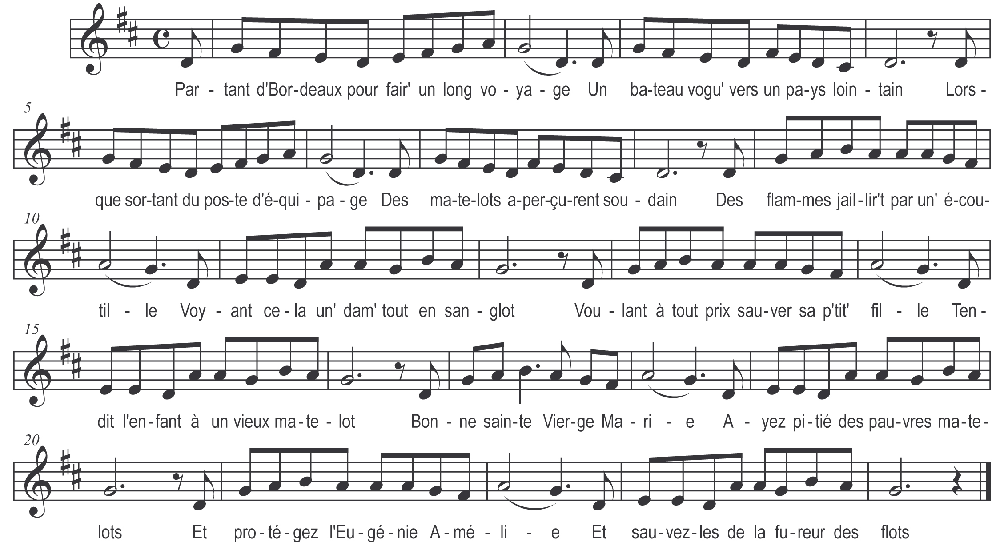 Par - tant d'Bor-deaux pour fair' un long vo - ya - ge Un ba-teau vogu' vers un pa-ys loin - tain Lors -
5
que sor-tant du pos-te d'é-qui - pa - ge Des ma-te-lots a-per-çu-rent sou - dain Des flam-mes jail-lir't par un' é-cou-
10
til - le Voy - ant ce-la un' dam' tout en san - glot Vou - lant à tout prix sau-ver sa p'tit' fil - le Ten -
15
dit l'en-fant à un vieux ma-te - lot Bon - ne sain-te Vier-ge Ma - ri - e A - yez pi-tié des pau-vres ma-te-
20
lots Et pro-té-gez l'Eu-gé-nie A-mé - li - e Et sau-vez-les de la fu-reur des flots